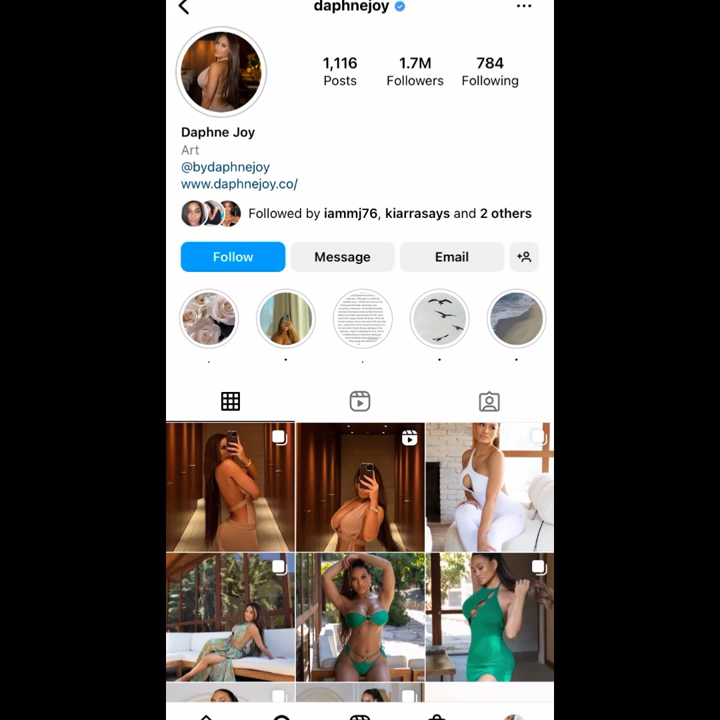 daphnejoy
1,116 1.7M 784
Posts Followers Following
Daphne Joy
Art
@bydaphnejoy
www.daphnejoy.co/
Followed by iammj76, kiarrasays and 2 others
Follow Message Email